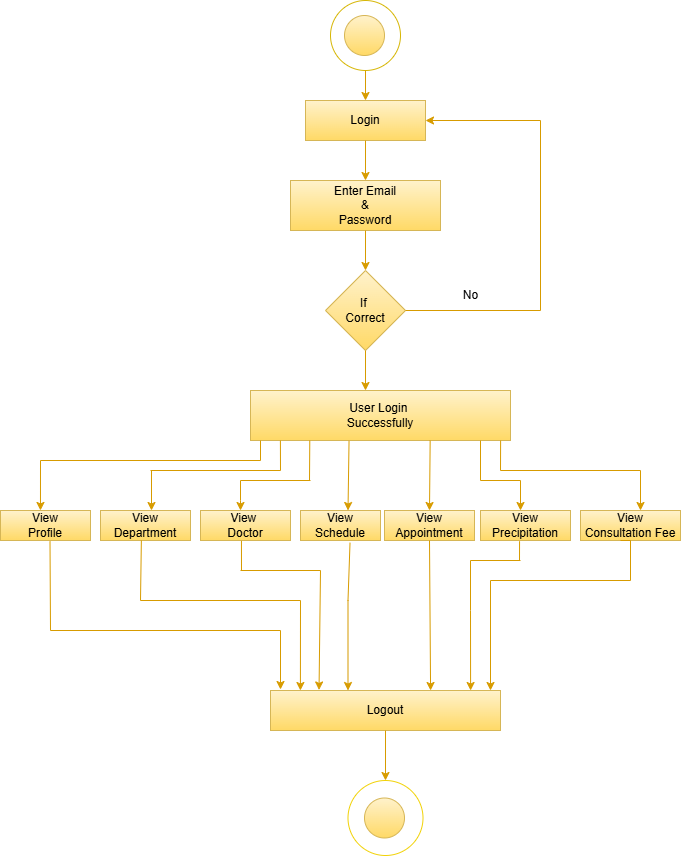 Login
Enter Email
&
Password
If
Correct
No
User Login
Successfully
View
Profile
View
Department
View
Doctor
View
Schedule
View
Appointment
View
Precipitation
View
Consultation Fee
Logout